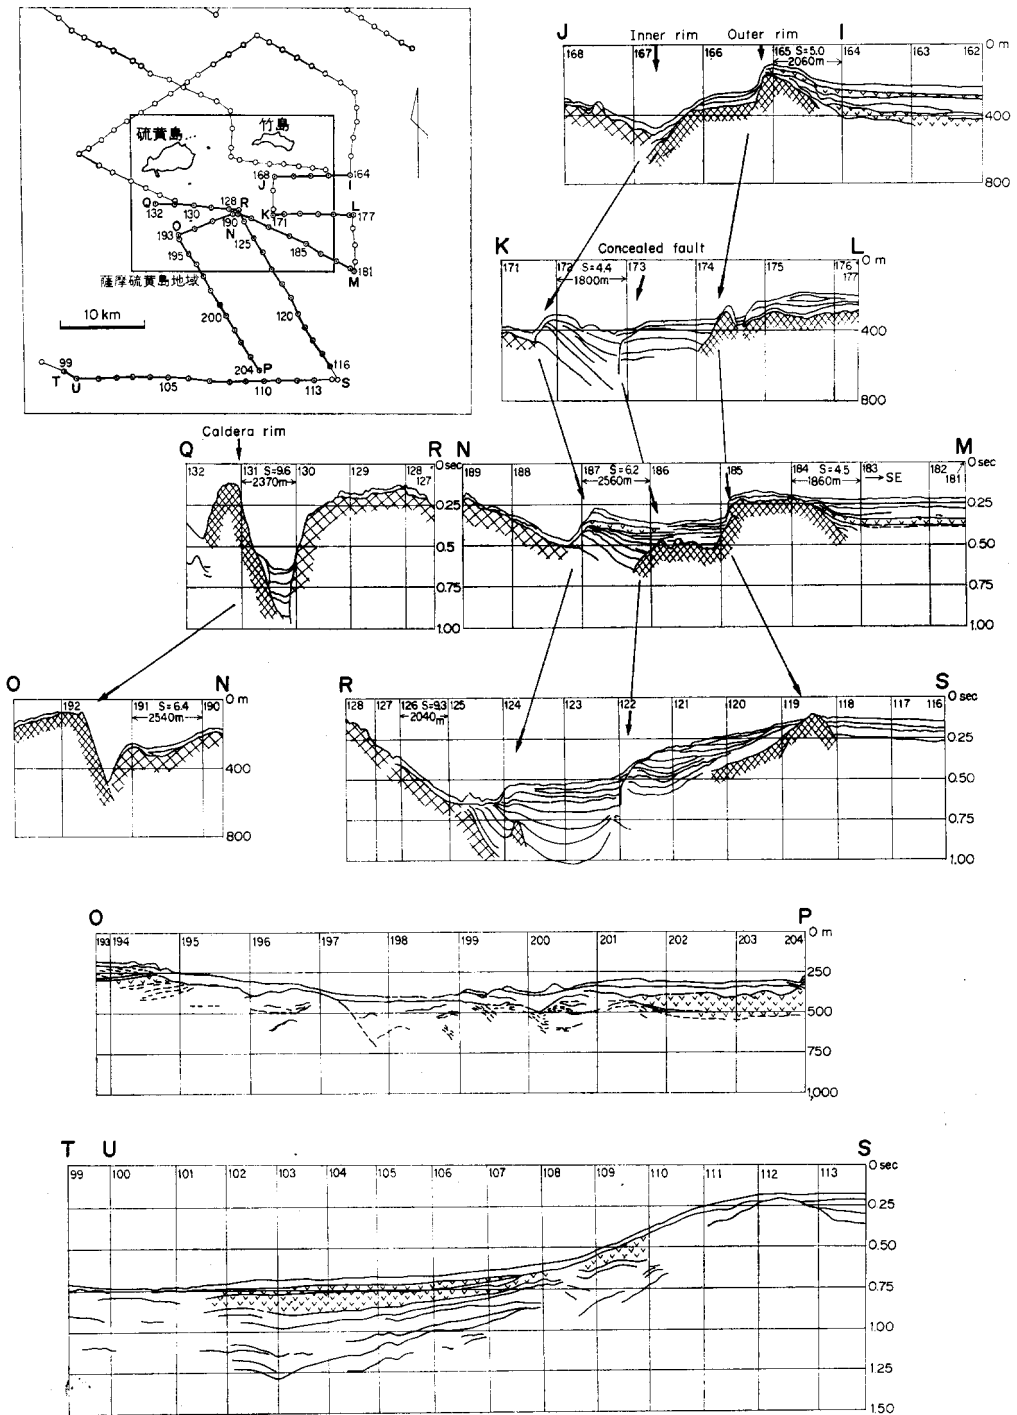 硫黄島
竹島
168
164
J
I
Q
132
130
128
R
K
171
L
177
O
193
190
N
125
195
185
181
M
薩摩硫黄島地域
10 km
200
120
204
P
116
99
T
U
105
110
113
S
J
Inner rim
Outer rim
I
168
167
166
165
S=5.0
164
163
162
2060m
0 m
400
800
K
Concealed fault
L
171
172
S=4.4
173
174
175
176
177
1800m
0 m
400
800
Caldera rim
Q
R
132
131
S=9.6
130
129
128
127
2370m
0 sec
0.25
0.5
0.75
1.00
N
M
189
188
187
S=6.2
186
185
184
S=4.5
183
182
181
2560m
1860m
SE
0 sec
0.25
0.50
0.75
1.00
O
N
192
191
S=6.4
190
2540m
0 m
400
800
R
S
128
127
126
S=9.3
125
124
123
122
121
120
119
118
117
116
2040m
0 sec
0.25
0.50
0.75
1.00
O
P
193
194
195
196
197
198
199
200
201
202
203
204
0 m
250
500
750
1,000
T
U
S
99
100
101
102
103
104
105
106
107
108
109
110
111
112
113
0 sec
0.25
0.50
0.75
1.00
1.25
1.50